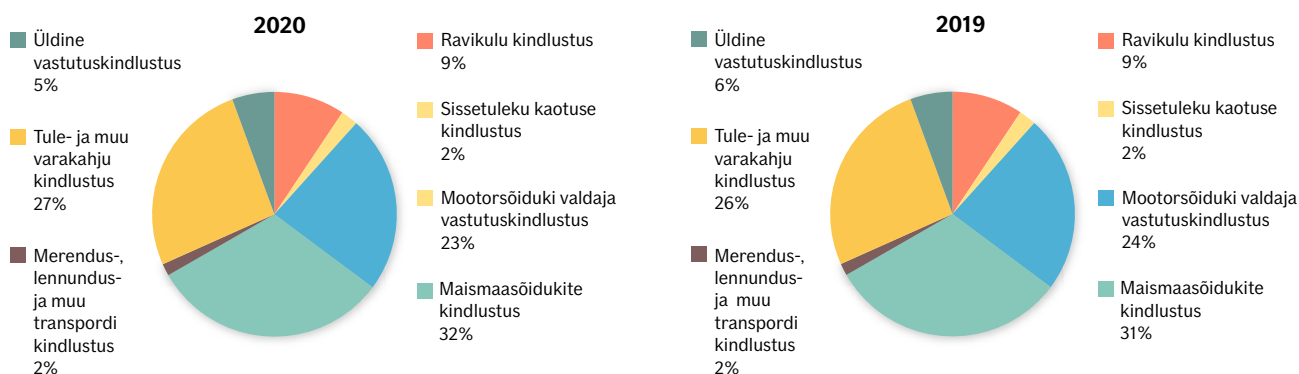 2020
Üldine
vastutuskindlustus
5%
Tule- ja muu
varakahju
kindlustus
27%
Merendus-,
lennundus-
ja muu
transpordi
kindlustus
2%
Ravikulu kindlustus
9%
Sissetuleku kaotuse
kindlustus
2%
Mootorsõiduki valdaja
vastutuskindlustus
23%
Maismaasõidukite
kindlustus
32%
2019
Üldine
vastutuskindlustus
6%
Tule- ja muu
varakahju
kindlustus
26%
Merendus-,
lennundus-
ja muu
transpordi
kindlustus
2%
Ravikulu kindlustus
9%
Sissetuleku kaotuse
kindlustus
2%
Mootorsõiduki valdaja
vastutuskindlustus
24%
Maismaasõidukite
kindlustus
31%